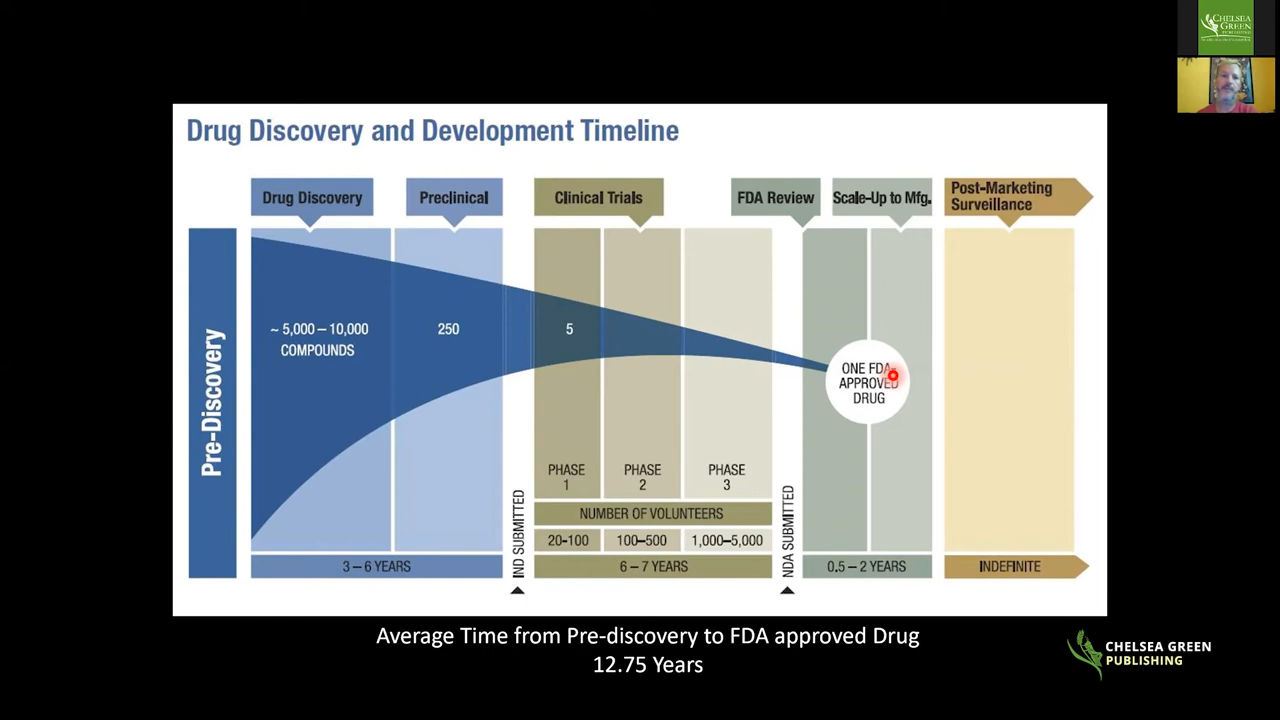 CHELSEA
GREEN
PUBLISHING
Drug Discovery and Development Timeline
Drug Discovery
Preclinical
Clinical Trials
FDA Review
Scale-Up to Mfg.
Post-Marketing
Surveillance
Pre-Discovery
~ 5,000 – 10,000
COMPOUNDS
250
5
ONE FDA-
APPROVED
DRUG
PHASE
1
PHASE
2
PHASE
3
IND SUBMITTED
NDA SUBMITTED
NUMBER OF VOLUNTEERS
20-100
100–500
1,000–5,000
3 – 6 YEARS
6 – 7 YEARS
0.5 – 2 YEARS
INDEFINITE
Average Time from Pre-discovery to FDA approved Drug
12.75 Years
CHELSEA GREEN
PUBLISHING